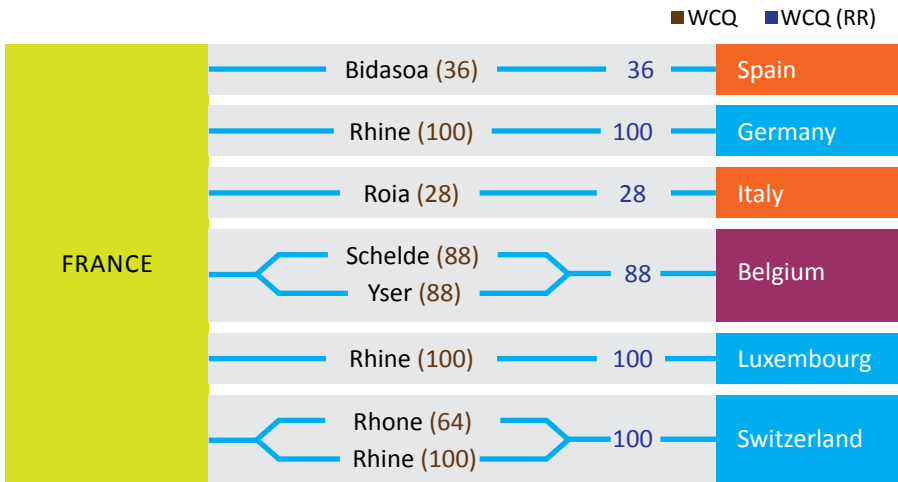 WCQ WCQ (RR)
Bidasoa (36) 36 Spain
Rhine (100) 100 Germany
Roia (28) 28 Italy
FRANCE
Schelde (88)
Yser (88)
88 Belgium
Rhine (100) 100 Luxembourg
Rhone (64)
Rhine (100)
100 Switzerland